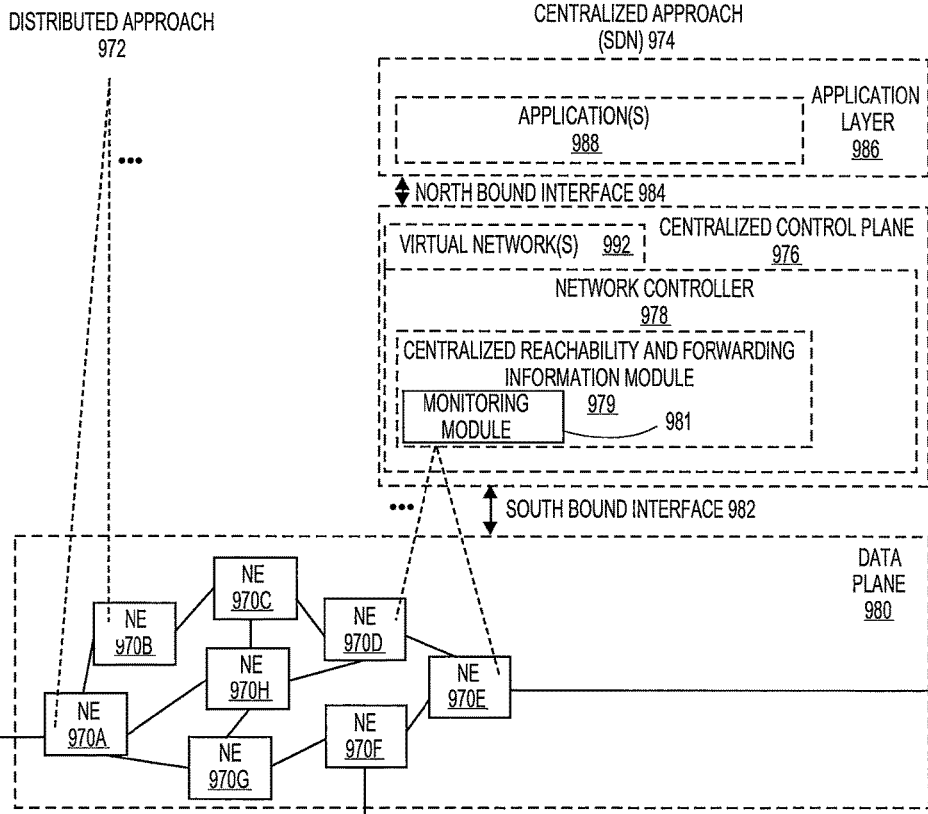 DISTRIBUTED APPROACH
972
CENTRALIZED APPROACH
(SDN) 974
APPLICATION(S)
988
APPLICATION
LAYER
986
NORTH BOUND INTERFACE 984
VIRTUAL NETWORK(S) 992
CENTRALIZED CONTROL PLANE
976
NETWORK CONTROLLER
978
CENTRALIZED REACHABILITY AND FORWARDING
INFORMATION MODULE
979
MONITORING
MODULE
981
SOUTH BOUND INTERFACE 982
DATA
PLANE
980
NE
970C
NE
970B
NE
970D
NE
970H
NE
970E
NE
970A
NE
970F
NE
970G